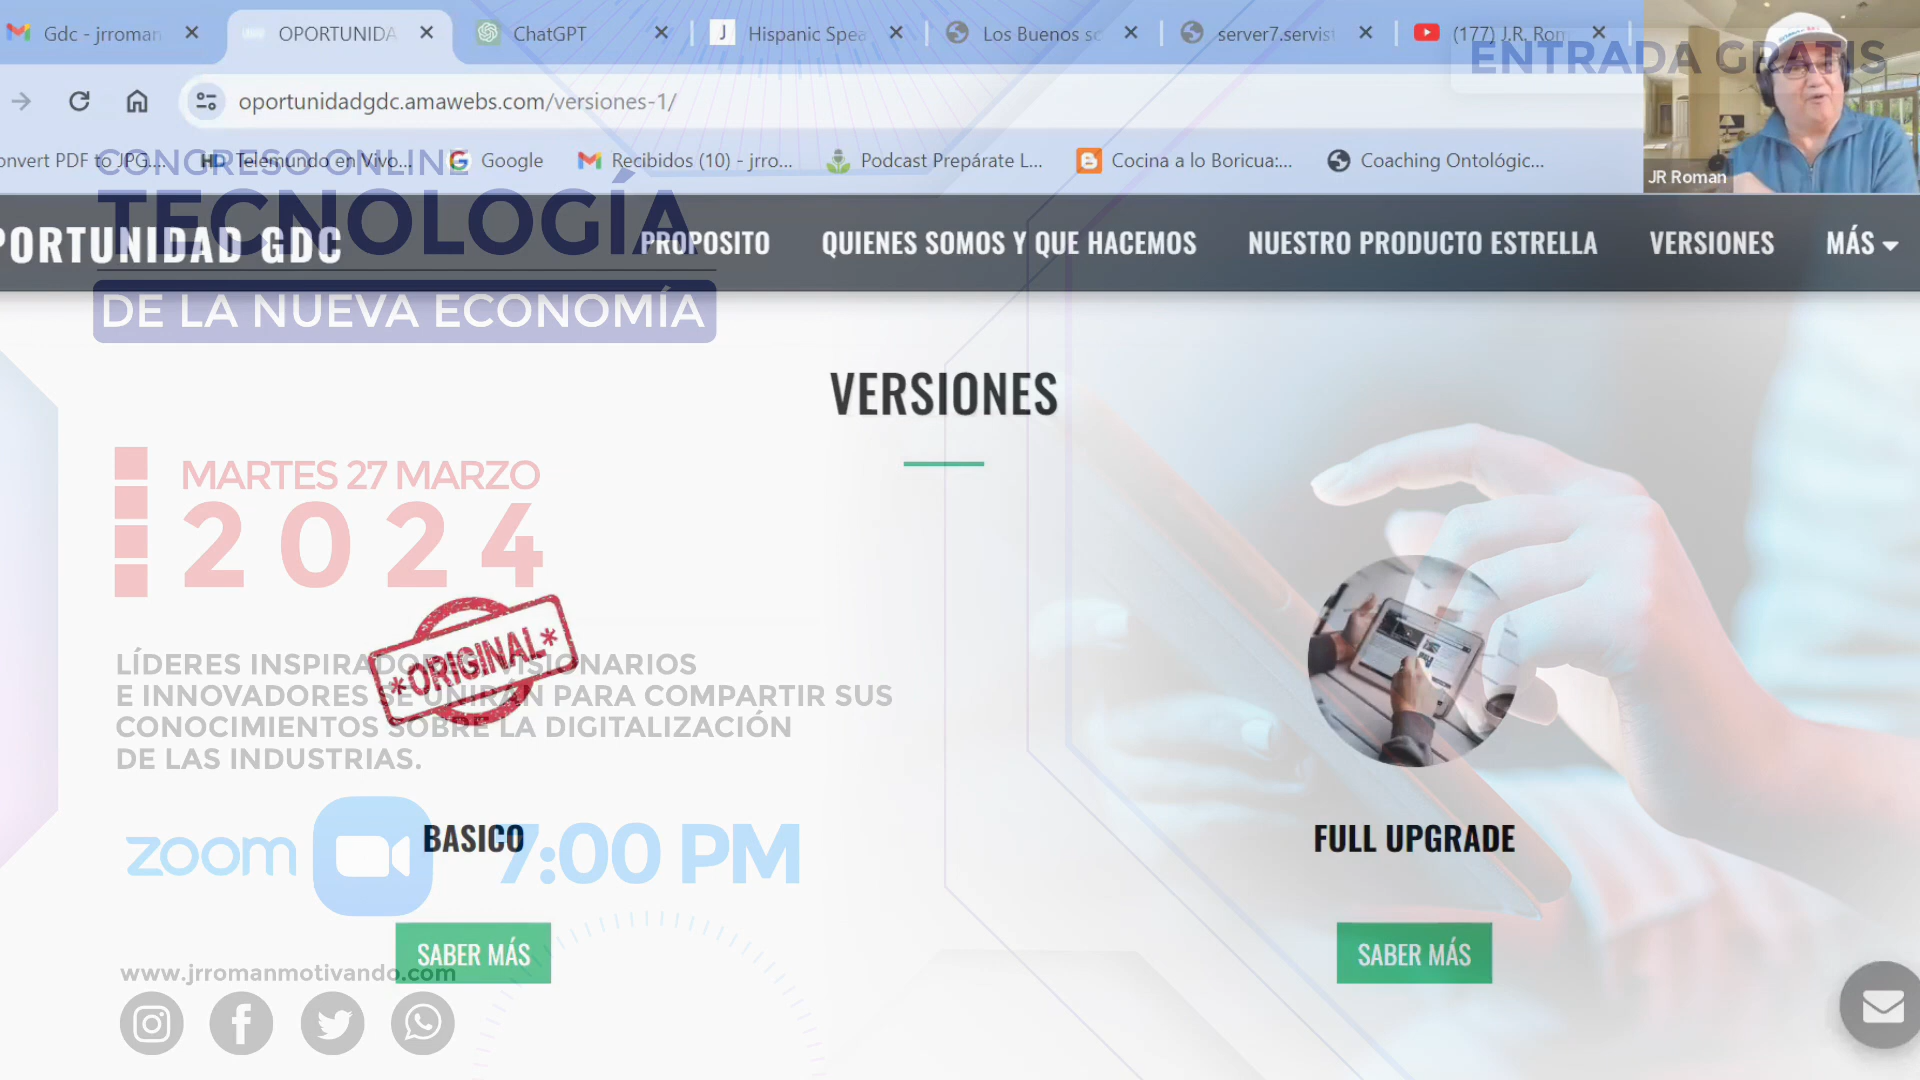 Gdc - jrroman
OPORTUNIDA
ChatGPT
Hispanic Spea
Los Buenos so
server7.servist
(177) J.R. Rom
ENTRADA GRATIS
oportunidadgdc.amawebs.com/versiones-1/
onvert PDF to JPG....
HD Telemundo en Vivo...
Google
Recibidos (10) - jrro...
Podcast Prepárate L...
Cocina a lo Boricua:...
Coaching Ontológic...
JR Roman
CONGRESO ONLINE
TECNOLOGÍA
DE LA NUEVA ECONOMÍA
PORTUNIDAD GDC
PROPOSITO
QUIENES SOMOS Y QUE HACEMOS
NUESTRO PRODUCTO ESTRELLA
VERSIONES
MÁS
VERSIONES
MARTES 27 MARZO
2024
*ORIGINAL*
LÍDERES INSPIRADORES, VISIONARIOS
E INNOVADORES SE UNIRÁN PARA COMPARTIR SUS
CONOCIMIENTOS SOBRE LA DIGITALIZACIÓN
DE LAS INDUSTRIAS.
zoom
7:00 PM
BASICO
FULL UPGRADE
SABER MÁS
SABER MÁS
www.jrromanmotivando.com